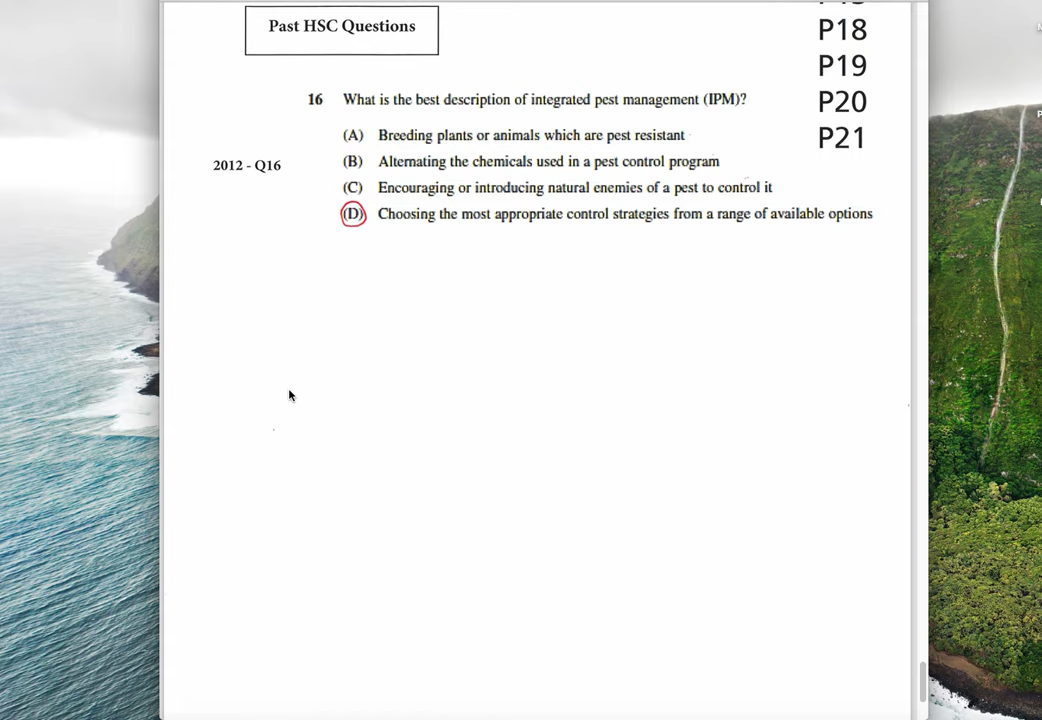 Past HSC Questions
P18
P19
P20
P21
16 What is the best description of integrated pest management (IPM)?
(A) Breeding plants or animals which are pest resistant
2012 - Q16
(B) Alternating the chemicals used in a pest control program
(C) Encouraging or introducing natural enemies of a pest to control it
(D) Choosing the most appropriate control strategies from a range of available options